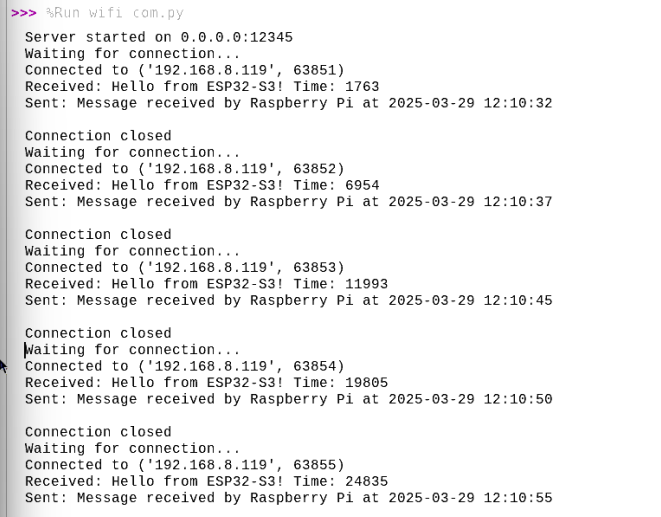 >>> %Run wifi com.py
Server started on 0.0.0.0:12345
Waiting for connection...
Connected to ('192.168.8.119', 63851)
Received: Hello from ESP32-S3! Time: 1763
Sent: Message received by Raspberry Pi at 2025-03-29 12:10:32
Connection closed
Waiting for connection...
Connected to ('192.168.8.119', 63852)
Received: Hello from ESP32-S3! Time: 6954
Sent: Message received by Raspberry Pi at 2025-03-29 12:10:37
Connection closed
Waiting for connection...
Connected to ('192.168.8.119', 63853)
Received: Hello from ESP32-S3! Time: 11993
Sent: Message received by Raspberry Pi at 2025-03-29 12:10:45
Connection closed
Waiting for connection...
Connected to ('192.168.8.119', 63854)
Received: Hello from ESP32-S3! Time: 19805
Sent: Message received by Raspberry Pi at 2025-03-29 12:10:50
Connection closed
Waiting for connection...
Connected to ('192.168.8.119', 63855)
Received: Hello from ESP32-S3! Time: 24835
Sent: Message received by Raspberry Pi at 2025-03-29 12:10:55